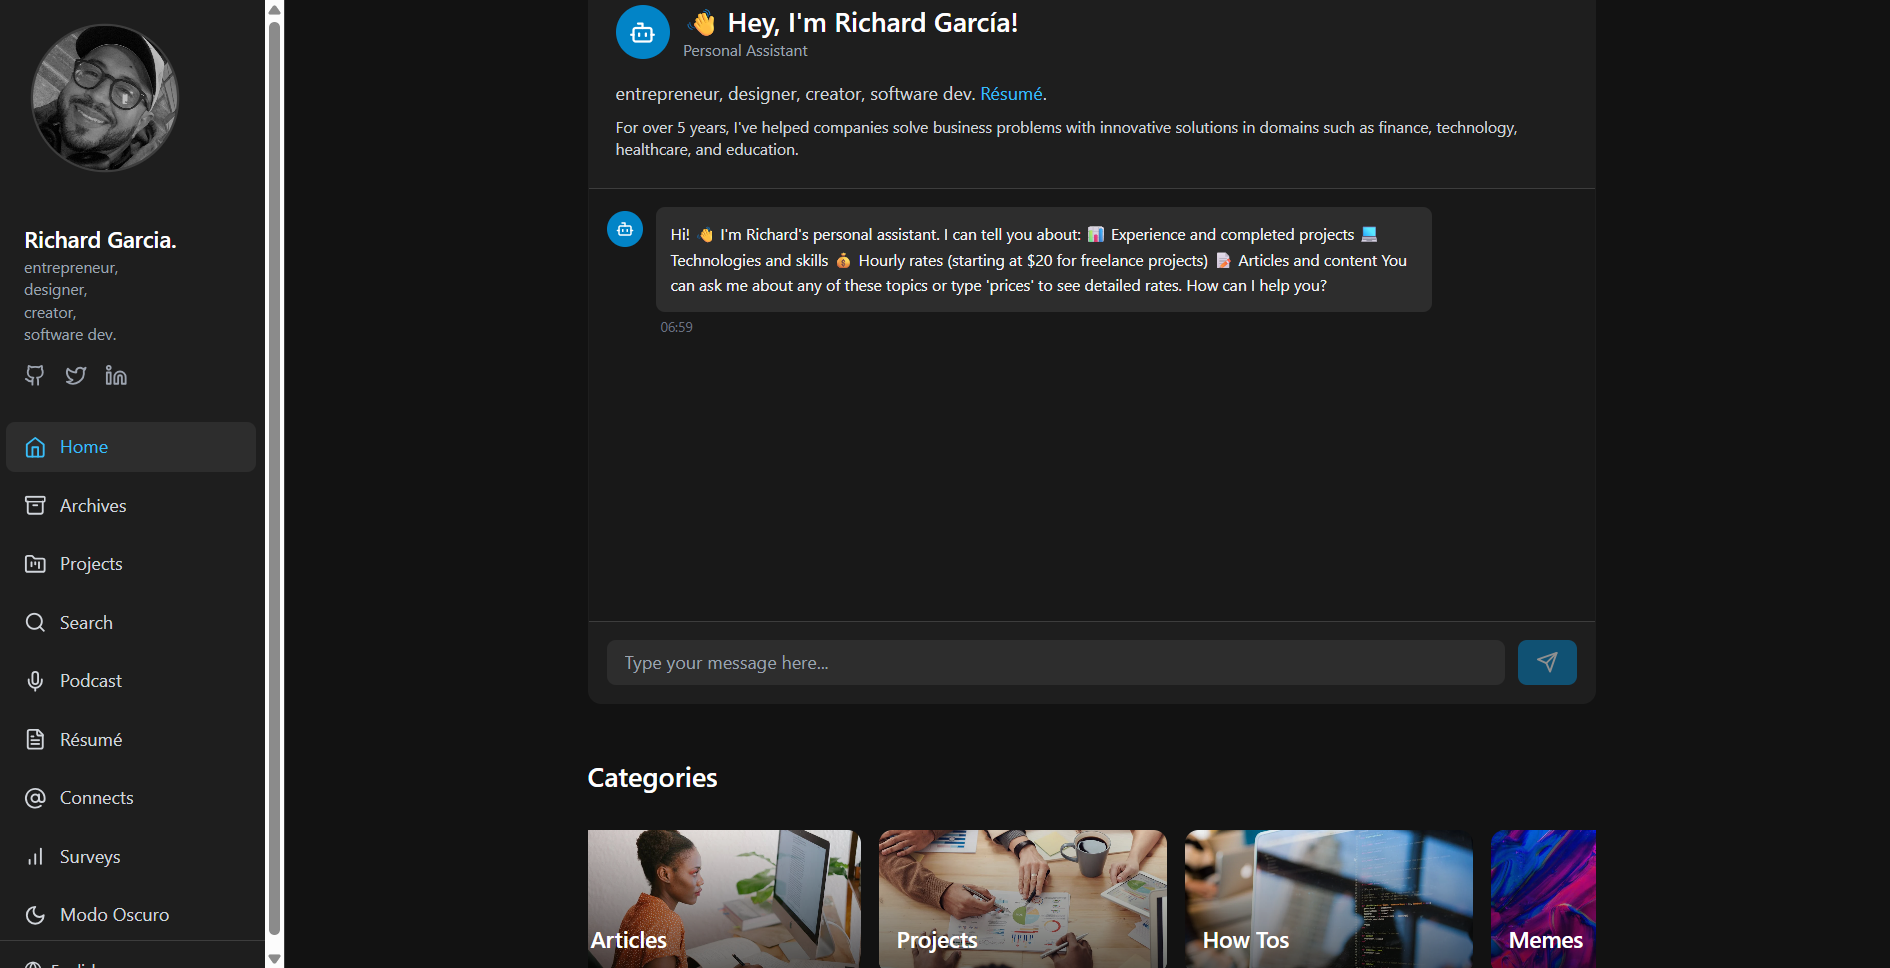 Richard Garcia.
entrepreneur,
designer,
creator,
software dev.
Home
Archives
Projects
Search
Podcast
Résumé
Connects
Surveys
Modo Oscuro
👋 Hey, I'm Richard García!
Personal Assistant
entrepreneur, designer, creator, software dev. Résumé.
For over 5 years, I've helped companies solve business problems with innovative solutions in domains such as finance, technology,
healthcare, and education.
Hi! 👋 I'm Richard's personal assistant. I can tell you about: 📊 Experience and completed projects 💻
Technologies and skills 💰 Hourly rates (starting at $20 for freelance projects) 📝 Articles and content You
can ask me about any of these topics or type 'prices' to see detailed rates. How can I help you?
06:59
Type your message here...
Categories
Articles
Projects
How Tos
Memes